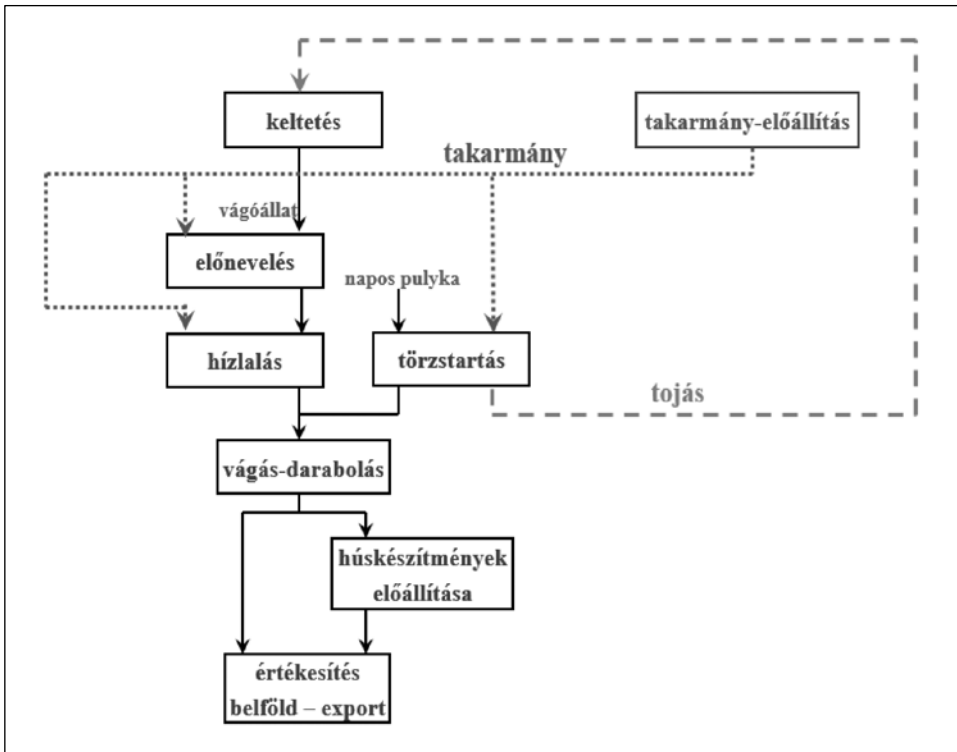 keltetés
takarmány-előállítás
takarmány
vágóállat
előnevelés
napos pulyka
hízlalás
törzstartás
tojás
vágás-darabolás
húskészítmények
előállítása
értékesítés
belföld – export